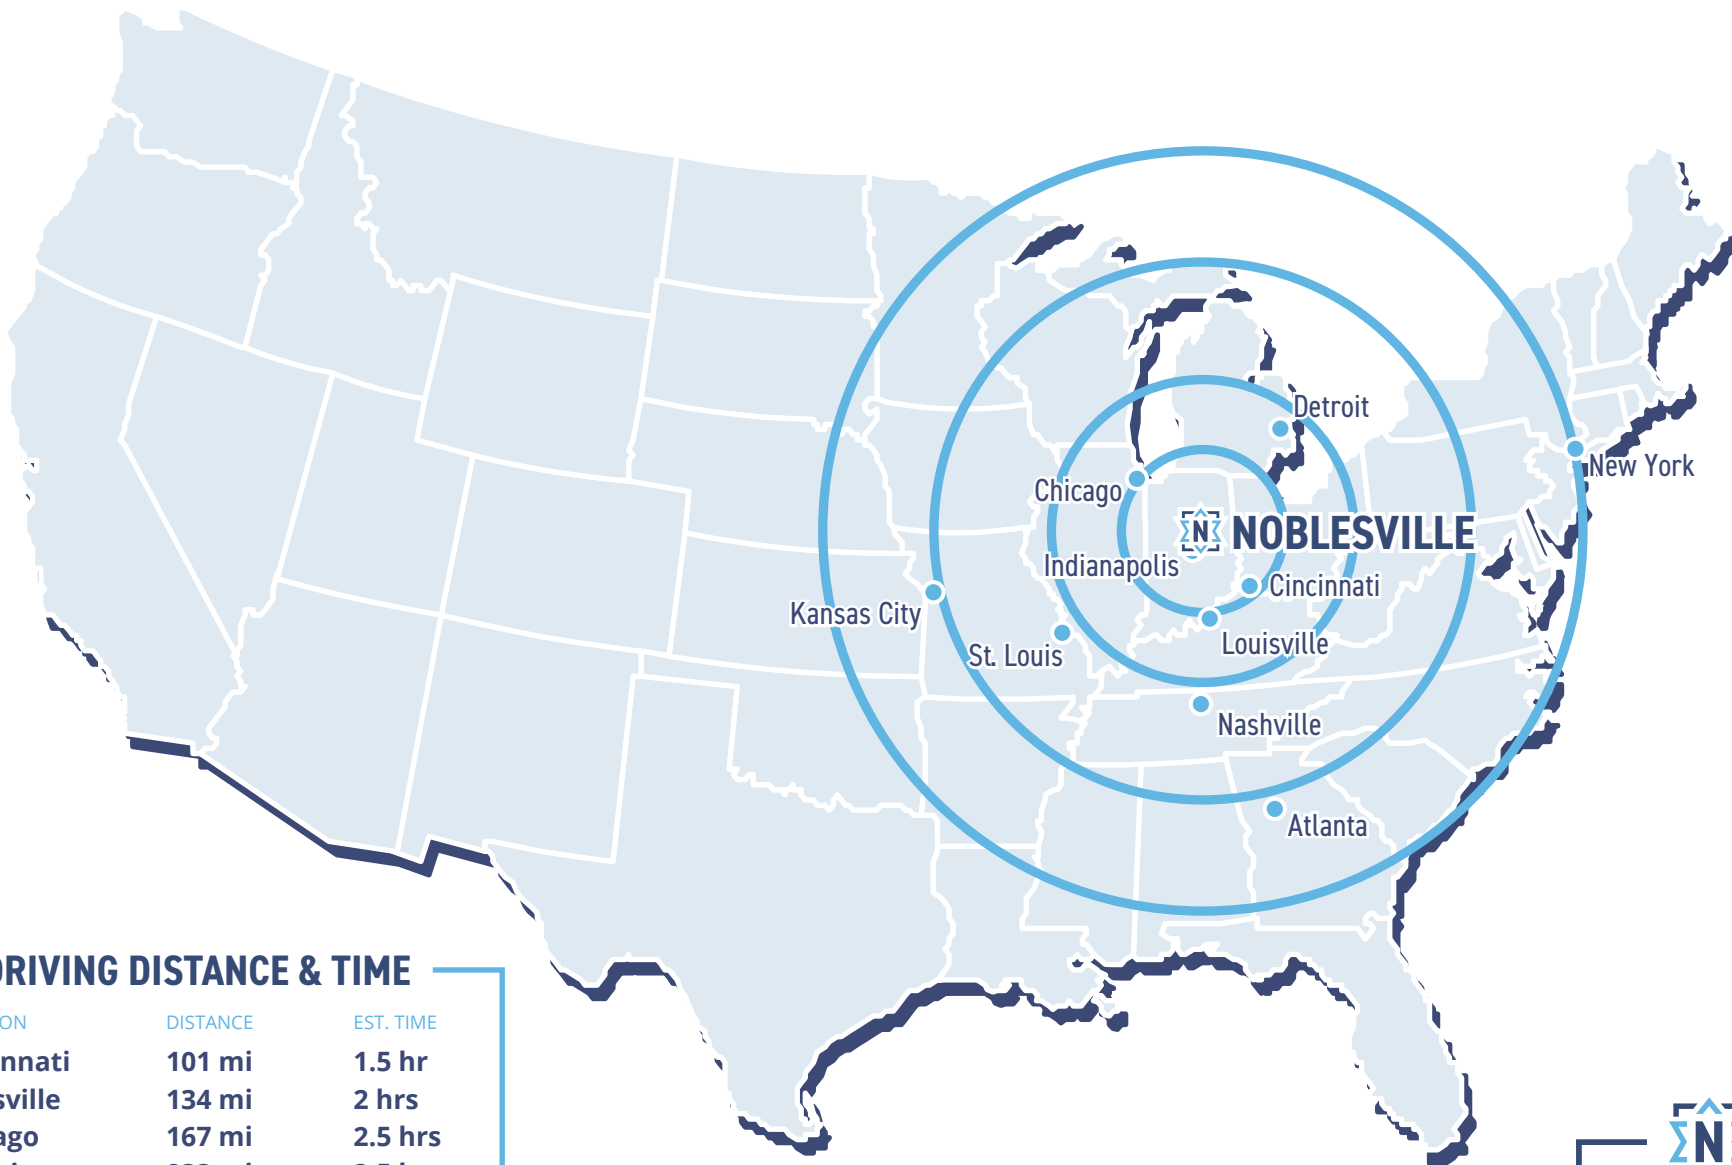 Detroit
New York
Chicago
N NOBLESVILLE
Indianapolis
Cincinnati
Kansas City
Louisville
St. Louis
Nashville
Atlanta
DRIVING DISTANCE & TIME
ON DISTANCE EST. TIME
nnati 101 mi 1.5 hr
sville 134 mi 2 hrs
ago 167 mi 2.5 hrs
N